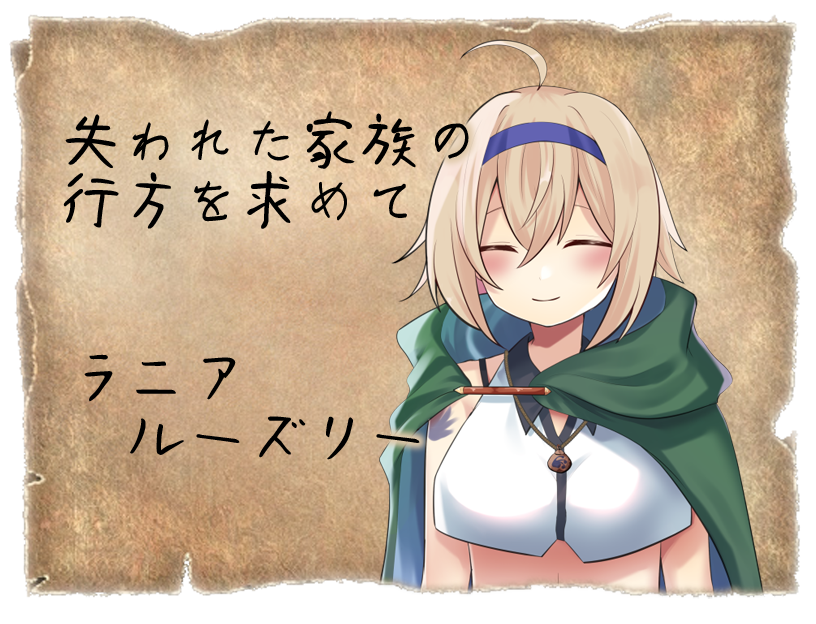 失われた家族の
行方を求めて
ラニア
ルーズリー